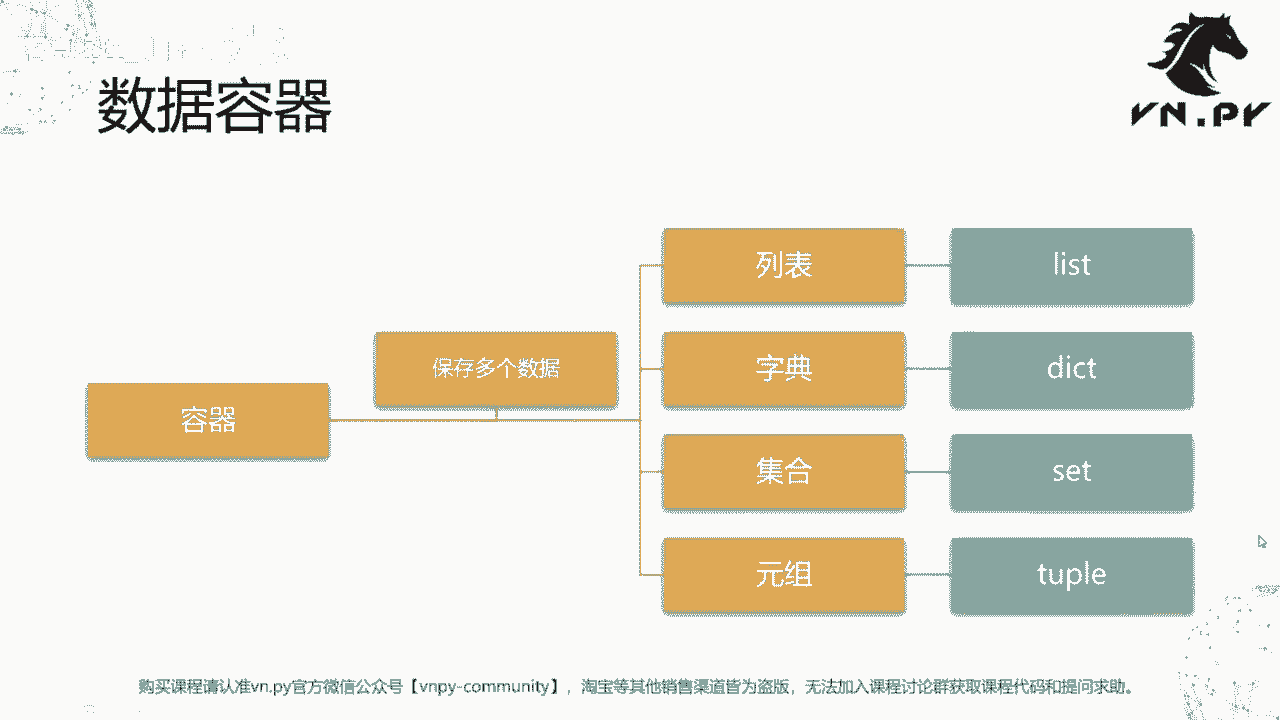 数据容器
VN.PY
容器
保存多个数据
列表
list
字典
dict
集合
set
元组
tuple
购买课程请认准vn.py官方微信公众号【vnpy-community】，淘宝等其他销售渠道皆为盗版，无法加入课程讨论群获取课程代码和提问求助。